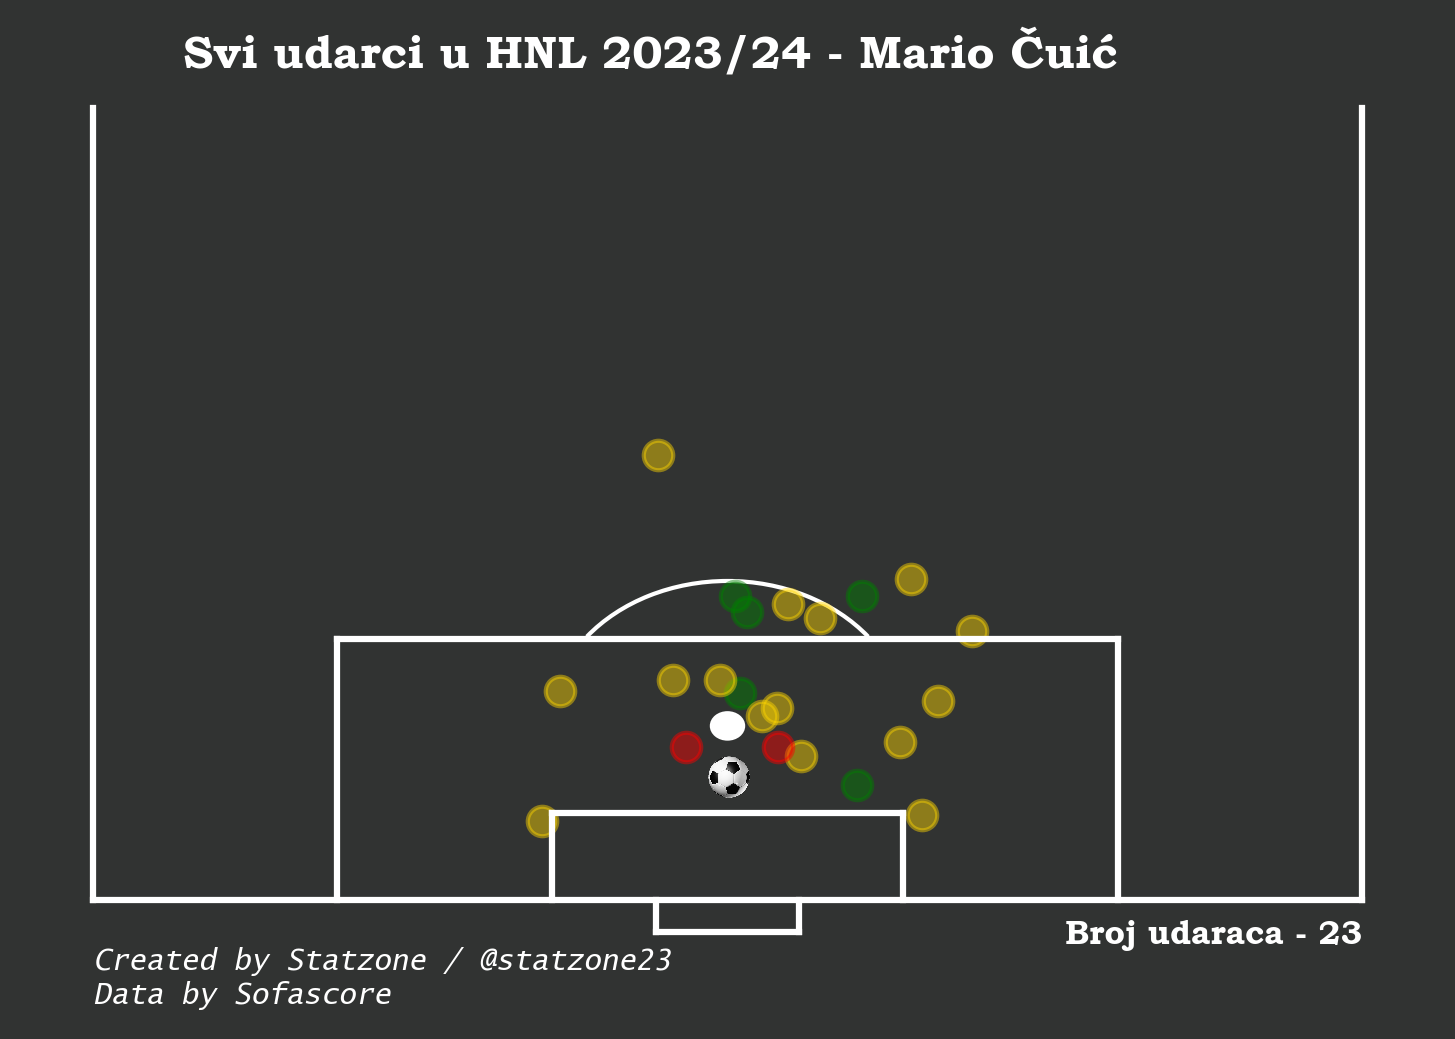 Svi udarci u HNL 2023/24 - Mario Čuić
Broj udaraca - 23
Created by Statzone / @statzone23
Data by Sofascore